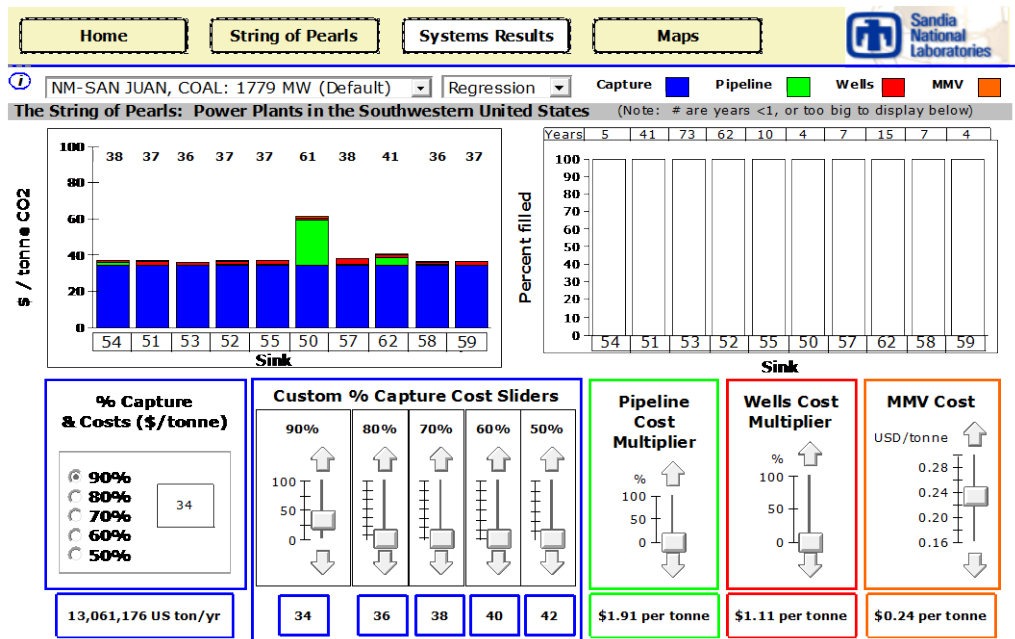 Home String of Pearls Systems Results Maps
Sandia
National
Laboratories
i NM-SAN JUAN, COAL: 1779 MW (Default) Regression Capture Pipeline Wells MMV
The String of Pearls: Power Plants in the Southwestern United States (Note: # are years <1, or too big to display below)
$ / tonne CO2
100
80
60
40
20
0
38 37 36 37 37 61 38 41 36 37
54 51 53 52 55 50 57 62 58 59
Sink
Years 5 41 73 62 10 4 7 15 7 4
Percent filled
100
90
80
70
60
50
40
30
20
10
0
54 51 53 52 55 50 57 62 58 59
Sink
% Capture
& Costs ($/tonne)
90%
80%
70%
60%
50%
34
13,061,176 US ton/yr
Custom % Capture Cost Sliders
90% 80% 70% 60% 50%
100
50
0
34 36 38 40 42
Pipeline
Cost
Multiplier
%
100
50
0
$1.91 per tonne
Wells Cost
Multiplier
%
100
50
0
$1.11 per tonne
MMV Cost
USD/tonne
0.28
0.24
0.20
0.16
$0.24 per tonne